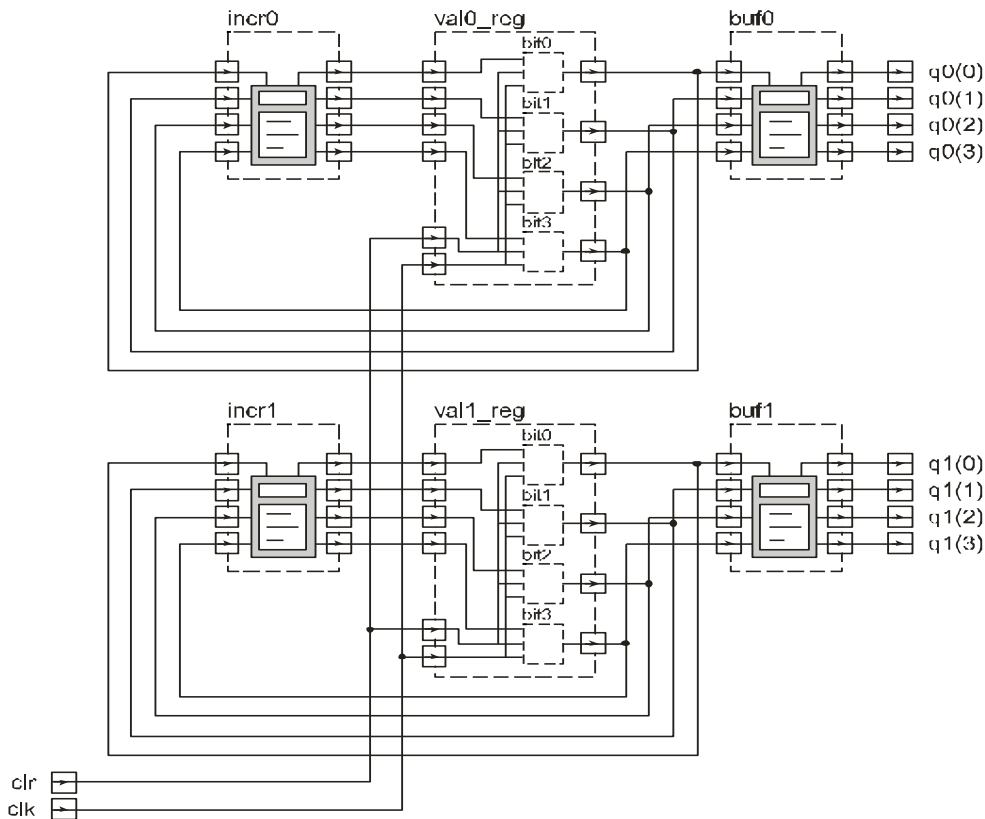 incr0 val0_reg buf0
bit0
q0(0)
bit1
q0(1)
q0(2)
q0(3)
bit2
bit3
incr1 val1_reg buf1
bit0
q1(0)
bit1
q1(1)
q1(2)
q1(3)
bit2
bit3
clr
clk